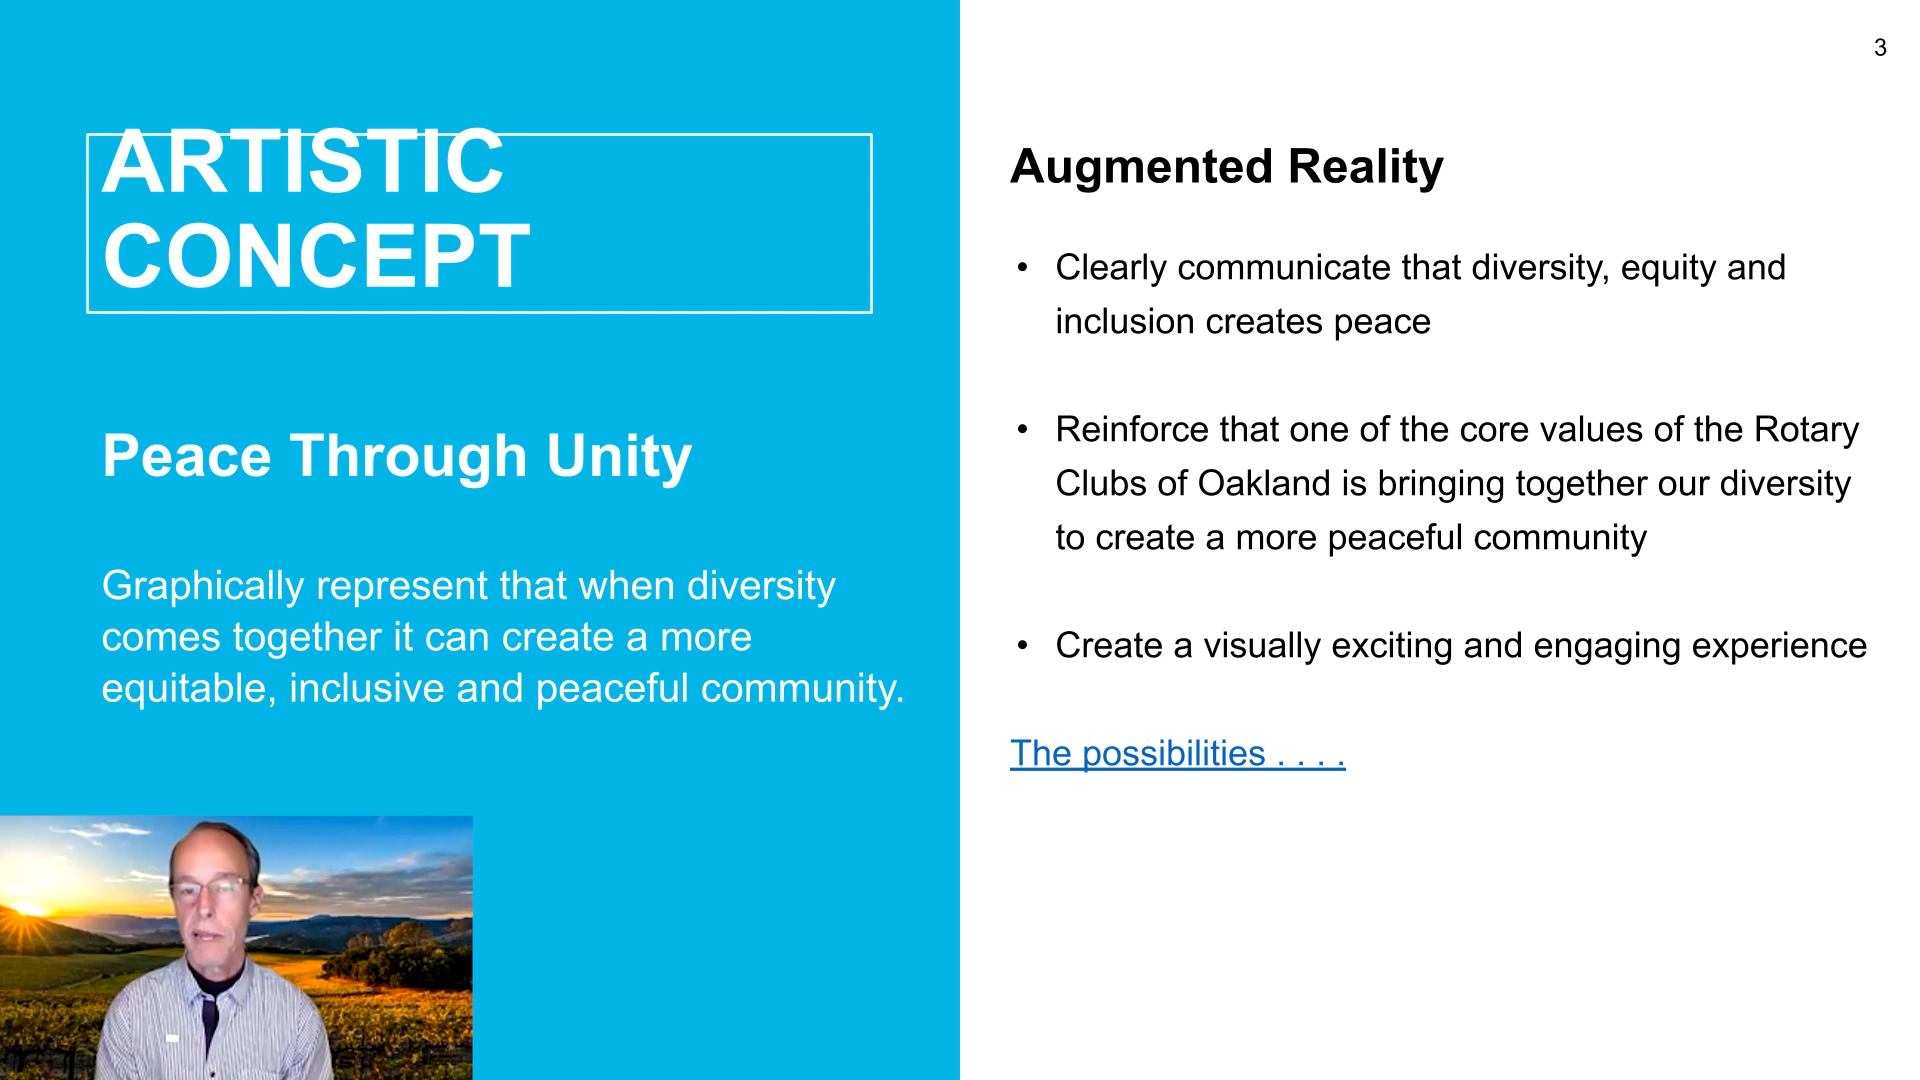 3
ARTISTIC
CONCEPT
Peace Through Unity
Graphically represent that when diversity
comes together it can create a more
equitable, inclusive and peaceful community.
Augmented Reality
• Clearly communicate that diversity, equity and
inclusion creates peace
• Reinforce that one of the core values of the Rotary
Clubs of Oakland is bringing together our diversity
to create a more peaceful community
• Create a visually exciting and engaging experience
The possibilities . . . .